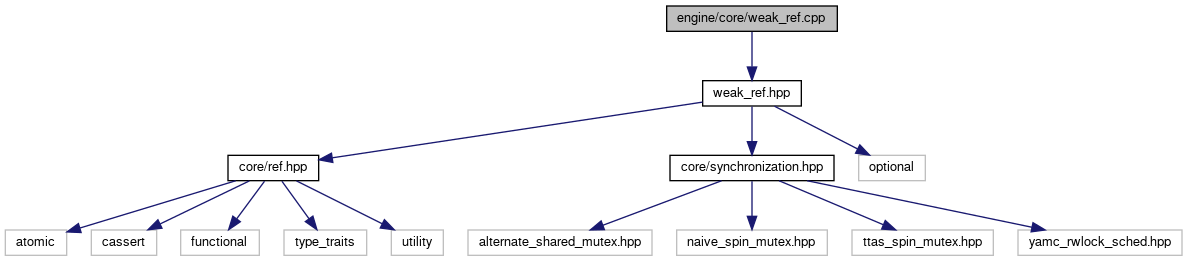 engine/core/weak_ref.cpp
weak_ref.hpp
core/ref.hpp
core/synchronization.hpp
optional
atomic
cassert
functional
type_traits
utility
alternate_shared_mutex.hpp
naive_spin_mutex.hpp
ttas_spin_mutex.hpp
yamc_rwlock_sched.hpp